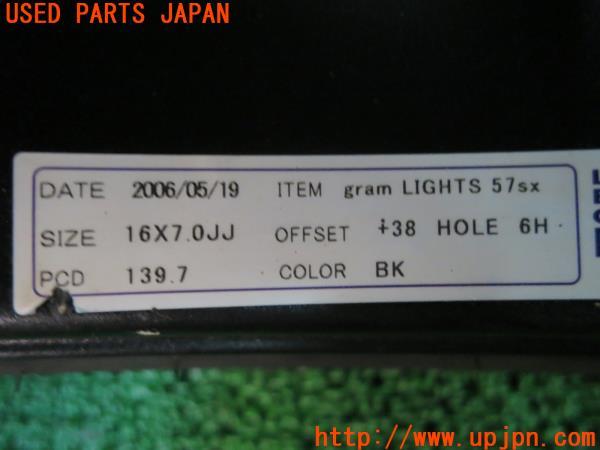 USED PARTS JAPAN
DATE 2006/05/19 ITEM gram LIGHTS 57sx
SIZE 16X7.0JJ OFFSET +38 HOLE 6H
PCD 139.7 COLOR BK
http://www.upjpn.com/